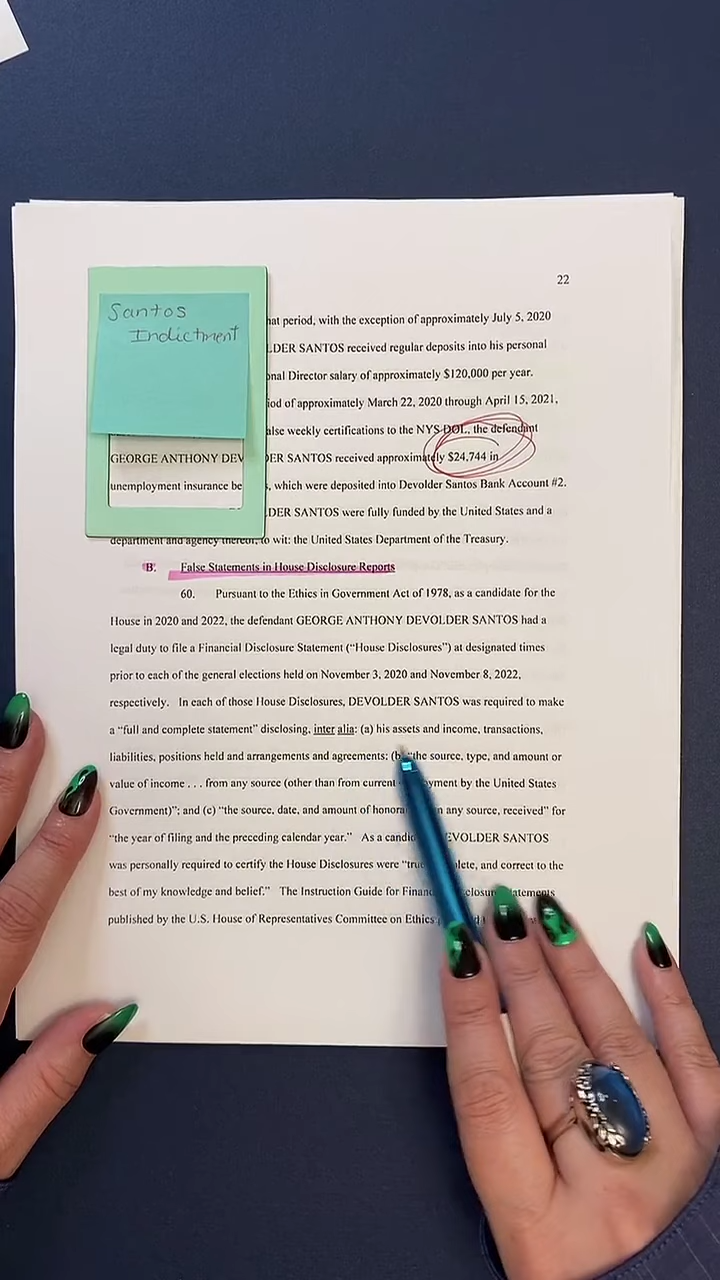 22
Santos
Indictment
hat period, with the exception of approximately July 5, 2020
LDER SANTOS received regular deposits into his personal
onal Director salary of approximately $120,000 per year.
iod of approximately March 22, 2020 through April 15, 2021,
alse weekly certifications to the NYS-DOL, the defendant
GEORGE ANTHONY DEV DER SANTOS received approximately $24,744 in
unemployment insurance be s, which were deposited into Devolder Santos Bank Account #2.
LDER SANTOS were fully funded by the United States and a
department and agency thereof, to wit: the United States Department of the Treasury.
B. False Statements in House Disclosure Reports
60. Pursuant to the Ethics in Government Act of 1978, as a candidate for the
House in 2020 and 2022, the defendant GEORGE ANTHONY DEVOLDER SANTOS had a
legal duty to file a Financial Disclosure Statement (“House Disclosures”) at designated times
prior to each of the general elections held on November 3, 2020 and November 8, 2022,
respectively. In each of those House Disclosures, DEVOLDER SANTOS was required to make
a “full and complete statement” disclosing, inter alia: (a) his assets and income, transactions,
liabilities, positions held and arrangements and agreements; (b) “the source, type, and amount or
value of income . . . from any source (other than from current oyment by the United States
Government)”; and (c) “the source, date, and amount of honora any source, received” for
“the year of filing and the preceding calendar year.” As a candi EVOLDER SANTOS
was personally required to certify the House Disclosures were “true plete, and correct to the
best of my knowledge and belief.” The Instruction Guide for Financ sclosure Statements
published by the U.S. House of Representatives Committee on Ethics